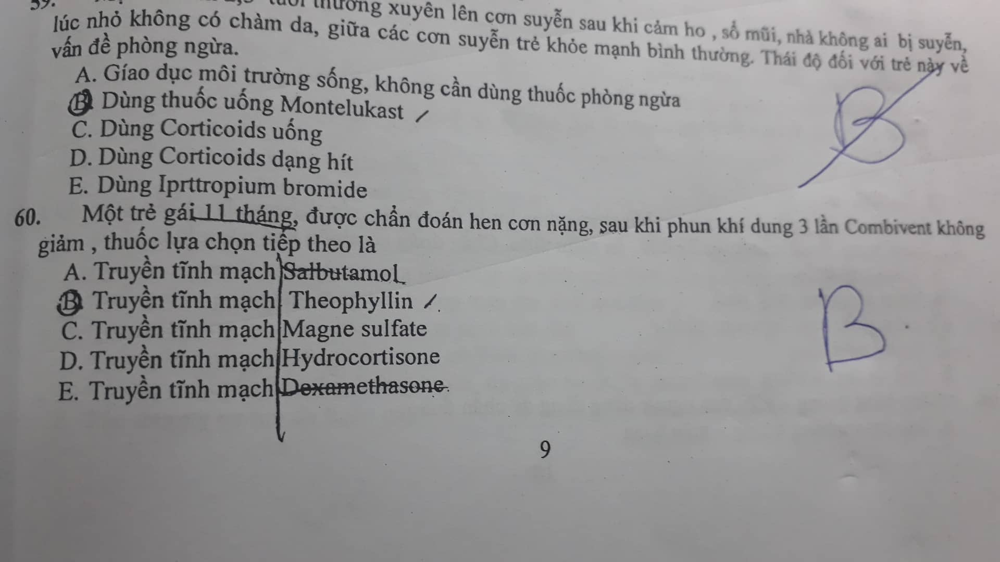 59. tuổi thường xuyên lên cơn suyễn sau khi cảm ho , sổ mũi, nhà không ai bị suyễn,
lúc nhỏ không có chàm da, giữa các cơn suyễn trẻ khỏe mạnh bình thường. Thái độ đối với trẻ này về
vấn đề phòng ngừa.
A. Gíao dục môi trường sống, không cần dùng thuốc phòng ngừa
B. Dùng thuốc uống Montelukast
C. Dùng Corticoids uống
D. Dùng Corticoids dạng hít
E. Dùng Iprttropium bromide
B
60. Một trẻ gái 11 tháng, được chẩn đoán hen cơn nặng, sau khi phun khí dung 3 lần Combivent không
giảm , thuốc lựa chọn tiếp theo là
A. Truyền tĩnh mạch Salbutamol
B. Truyền tĩnh mạch Theophyllin
C. Truyền tĩnh mạch Magne sulfate
D. Truyền tĩnh mạch Hydrocortisone
E. Truyền tĩnh mạch Dexamethasone.
B
9